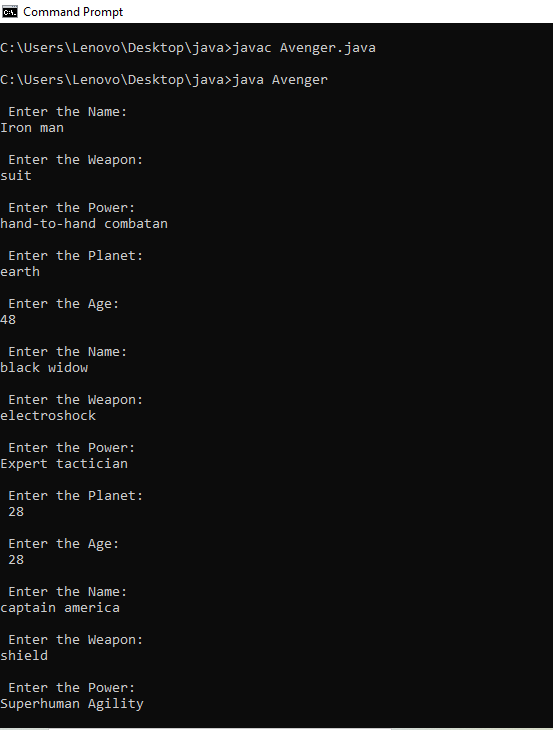 Command Prompt
C:\Users\Lenovo\Desktop\java>javac Avenger.java
C:\Users\Lenovo\Desktop\java>java Avenger
Enter the Name:
Iron man
Enter the Weapon:
suit
Enter the Power:
hand-to-hand combatan
Enter the Planet:
earth
Enter the Age:
48
Enter the Name:
black widow
Enter the Weapon:
electroshock
Enter the Power:
Expert tactician
Enter the Planet:
28
Enter the Age:
28
Enter the Name:
captain america
Enter the Weapon:
shield
Enter the Power:
Superhuman Agility